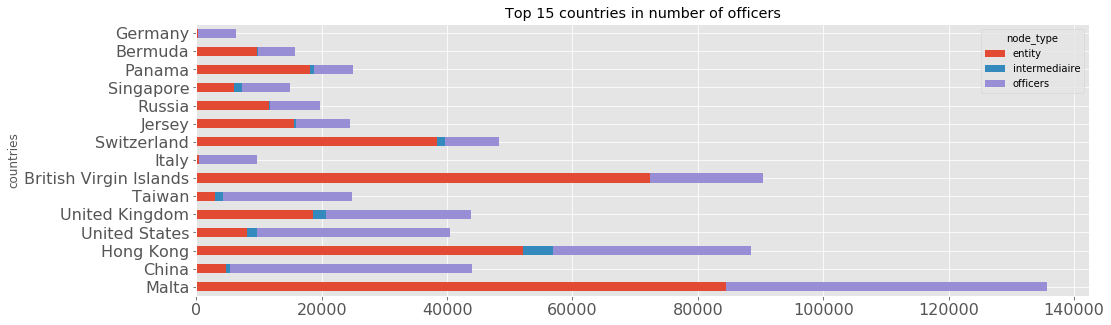 Top 15 countries in number of officers
node_type
entity
intermediaire
officers
countries
Germany
Bermuda
Panama
Singapore
Russia
Jersey
Switzerland
Italy
British Virgin Islands
Taiwan
United Kingdom
United States
Hong Kong
China
Malta
0 20000 40000 60000 80000 100000 120000 140000